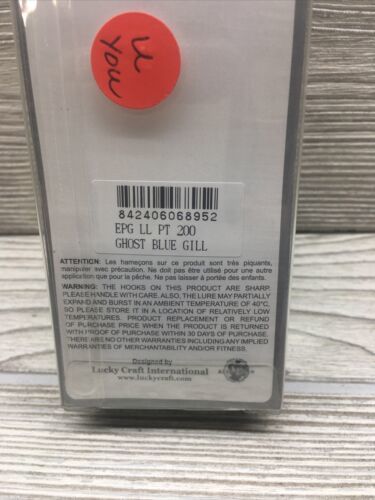 u
you
842406068952
EPG LL PT 200
GHOST BLUE GILL
ATTENTION: Les hameçons sur ce produit sont très piquants,
manipuler avec précaution. Ne doit pas être utilisé pour une autre
application que pour la pêche. Ne pas laisser à portée des enfants.
WARNING: THE HOOKS ON THIS PRODUCT ARE SHARP.
PLEASE HANDLE WITH CARE. ALSO, THE LURE MAY PARTIALLY
EXPAND AND BURST IN AN AMBIENT TEMPERATURE OF 40°C,
SO PLEASE STORE IT IN A LOCATION OF RELATIVELY LOW
TEMPERATURES. PRODUCT REPLACEMENT OR REFUND
OF PURCHASE PRICE WHEN THE PRODUCT IS RETURNED
WITH PROOF OF PURCHASE WITHIN 30 DAYS OF PURCHASE.
THERE ARE NO OTHER WARRANTIES INCLUDING ANY IMPLIED
WARRANTIES OF MERCHANTABILITY AND/OR FITNESS.
Designed by
Lucky Craft International
www.luckycraft.com